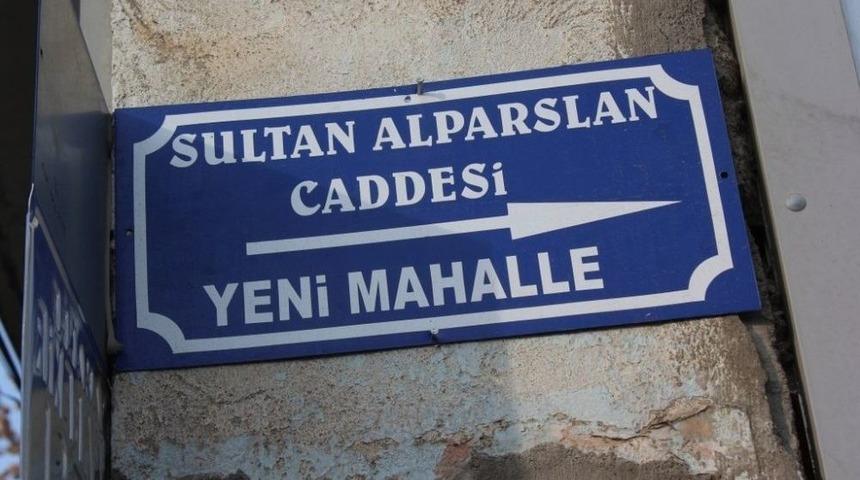 SULTAN ALPARSLAN
CADDESİ
YENİ MAHALLE